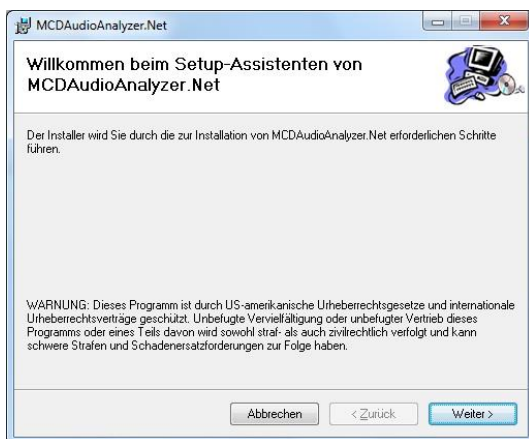 MCDAudioAnalyzer.Net
Willkommen beim Setup-Assistenten von
MCDAudioAnalyzer.Net
Der Installer wird Sie durch die zur Installation von MCDAudioAnalyzer.Net erforderlichen Schritte
führen.
WARNUNG: Dieses Programm ist durch US-amerikanische Urheberrechtsgesetze und internationale
Urheberrechtsverträge geschützt. Unbefugte Vervielfältigung oder unbefugter Vertrieb dieses
Programms oder eines Teils davon wird sowohl straf- als auch zivilrechtlich verfolgt und kann
schwere Strafen und Schadenersatzforderungen zur Folge haben.
Abbrechen < Zurück Weiter >